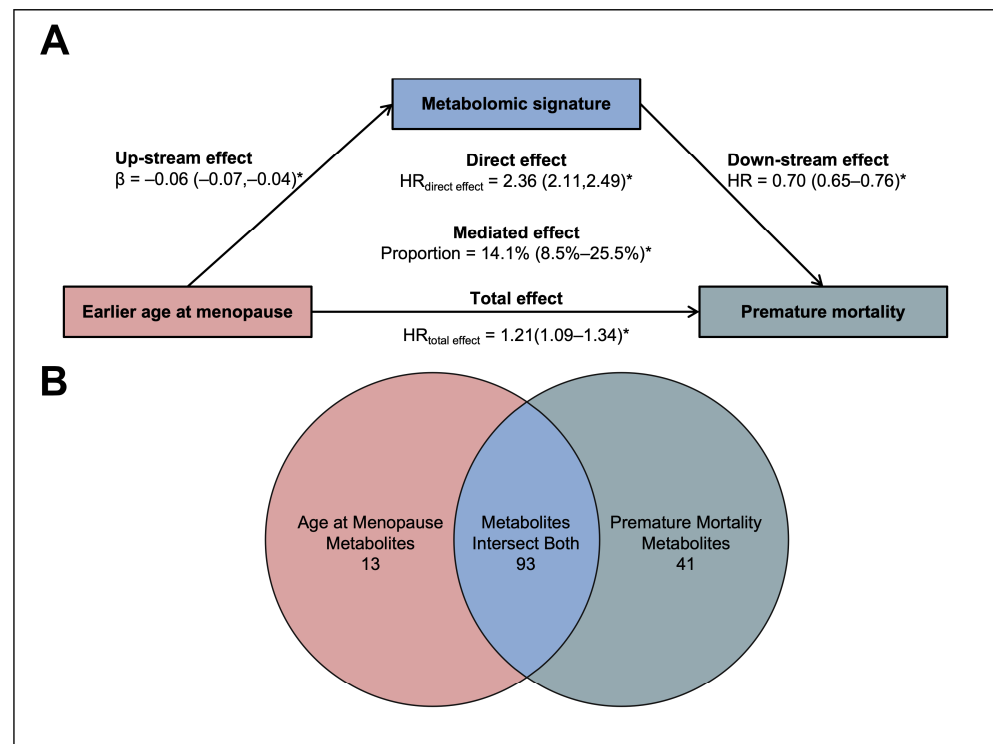 A
Metabolomic signature
Up-stream effect
β = –0.06 (–0.07,–0.04)*
Direct effect
HRdirect effect = 2.36 (2.11,2.49)*
Down-stream effect
HR = 0.70 (0.65–0.76)*
Mediated effect
Proportion = 14.1% (8.5%–25.5%)*
Earlier age at menopause
Total effect
HRtotal effect = 1.21(1.09–1.34)*
Premature mortality
B
Age at Menopause
Metabolites
13
Metabolites
Intersect Both
93
Premature Mortality
Metabolites
41